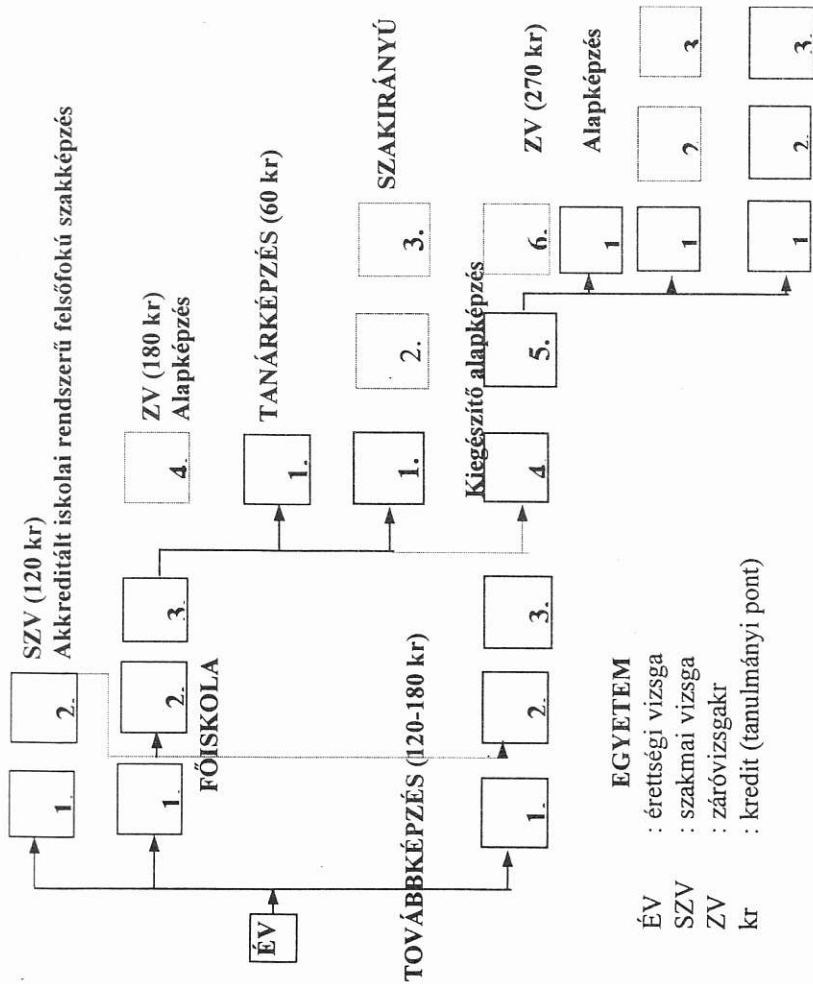 SZV (120 kr)
Akkreditált iskolai rendszerű felsőfokú szakképzés
1.
2.
ZV (180 kr)
Alapképzés
1.
2.
3.
4.
FŐISKOLA
TANÁRKÉPZÉS (60 kr)
1.
ÉV
SZAKIRÁNYÚ
1.
2.
3.
TOVÁBBKÉPZÉS (120-180 kr)
Kiegészítő alapképzés
1.
2.
3.
4
5.
6.
ZV (270 kr)
1
Alapképzés
EGYETEM
1
2
3
1
2.
3.
ÉV : érettségi vizsga
SZV : szakmai vizsga
ZV : záróvizsgakr
kr : kredit (tanulmányi pont)